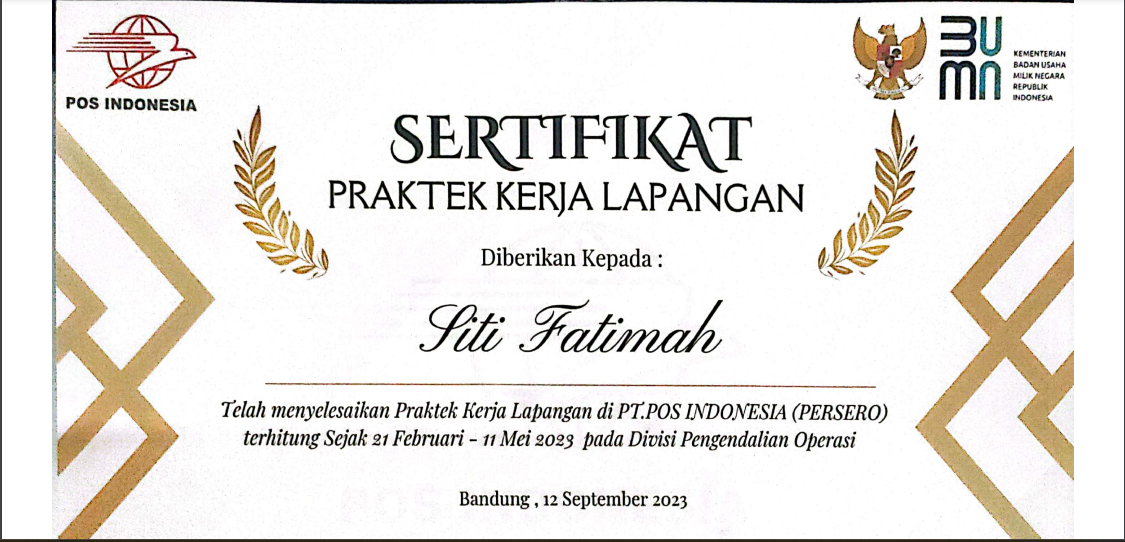 POS INDONESIA
BUMN
KEMENTERIAN
BADAN USAHA
MILIK NEGARA
REPUBLIK
INDONESIA
SERTIFIKAT
PRAKTEK KERJA LAPANGAN
Diberikan Kepada :
Siti Fatimah
Telah menyelesaikan Praktek Kerja Lapangan di PT.POS INDONESIA (PERSERO)
terhitung Sejak 21 Februari - 11 Mei 2023 pada Divisi Pengendalian Operasi
Bandung , 12 September 2023